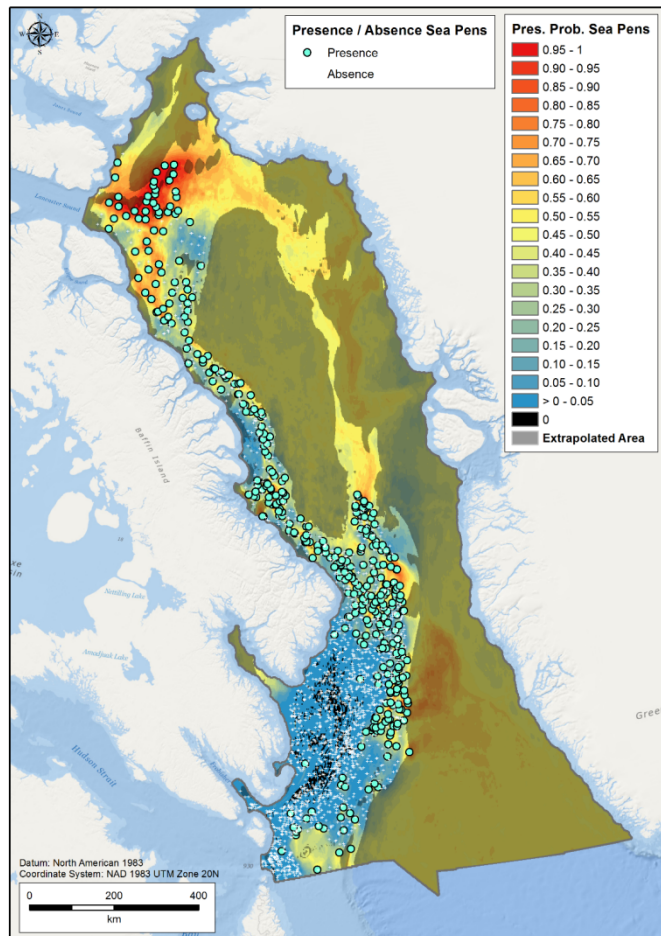 N
W
E
S
Presence / Absence Sea Pens
Presence
Absence
Pres. Prob. Sea Pens
0.95 - 1
0.90 - 0.95
0.85 - 0.90
0.80 - 0.85
0.75 - 0.80
0.70 - 0.75
0.65 - 0.70
0.60 - 0.65
0.55 - 0.60
0.50 - 0.55
0.45 - 0.50
0.40 - 0.45
0.35 - 0.40
0.30 - 0.35
0.25 - 0.30
0.20 - 0.25
0.15 - 0.20
0.10 - 0.15
0.05 - 0.10
> 0 - 0.05
0
Extrapolated Area
Lancaster Sound
Baffin Island
Nettilling Lake
Amadjuak Lake
Hudson Strait
Gree
Datum: North American 1983
Coordinate System: NAD 1983 UTM Zone 20N
0 200 400
km